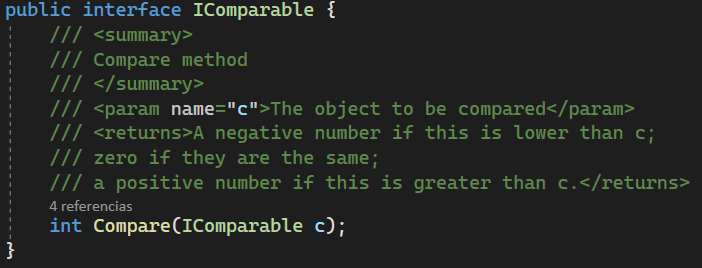 public interface IComparable {
/// <summary>
/// Compare method
/// </summary>
/// <param name="c">The object to be compared</param>
/// <returns>A negative number if this is lower than c;
/// zero if they are the same;
/// a positive number if this is greater than c.</returns>
4 referencias
int Compare(IComparable c);
}